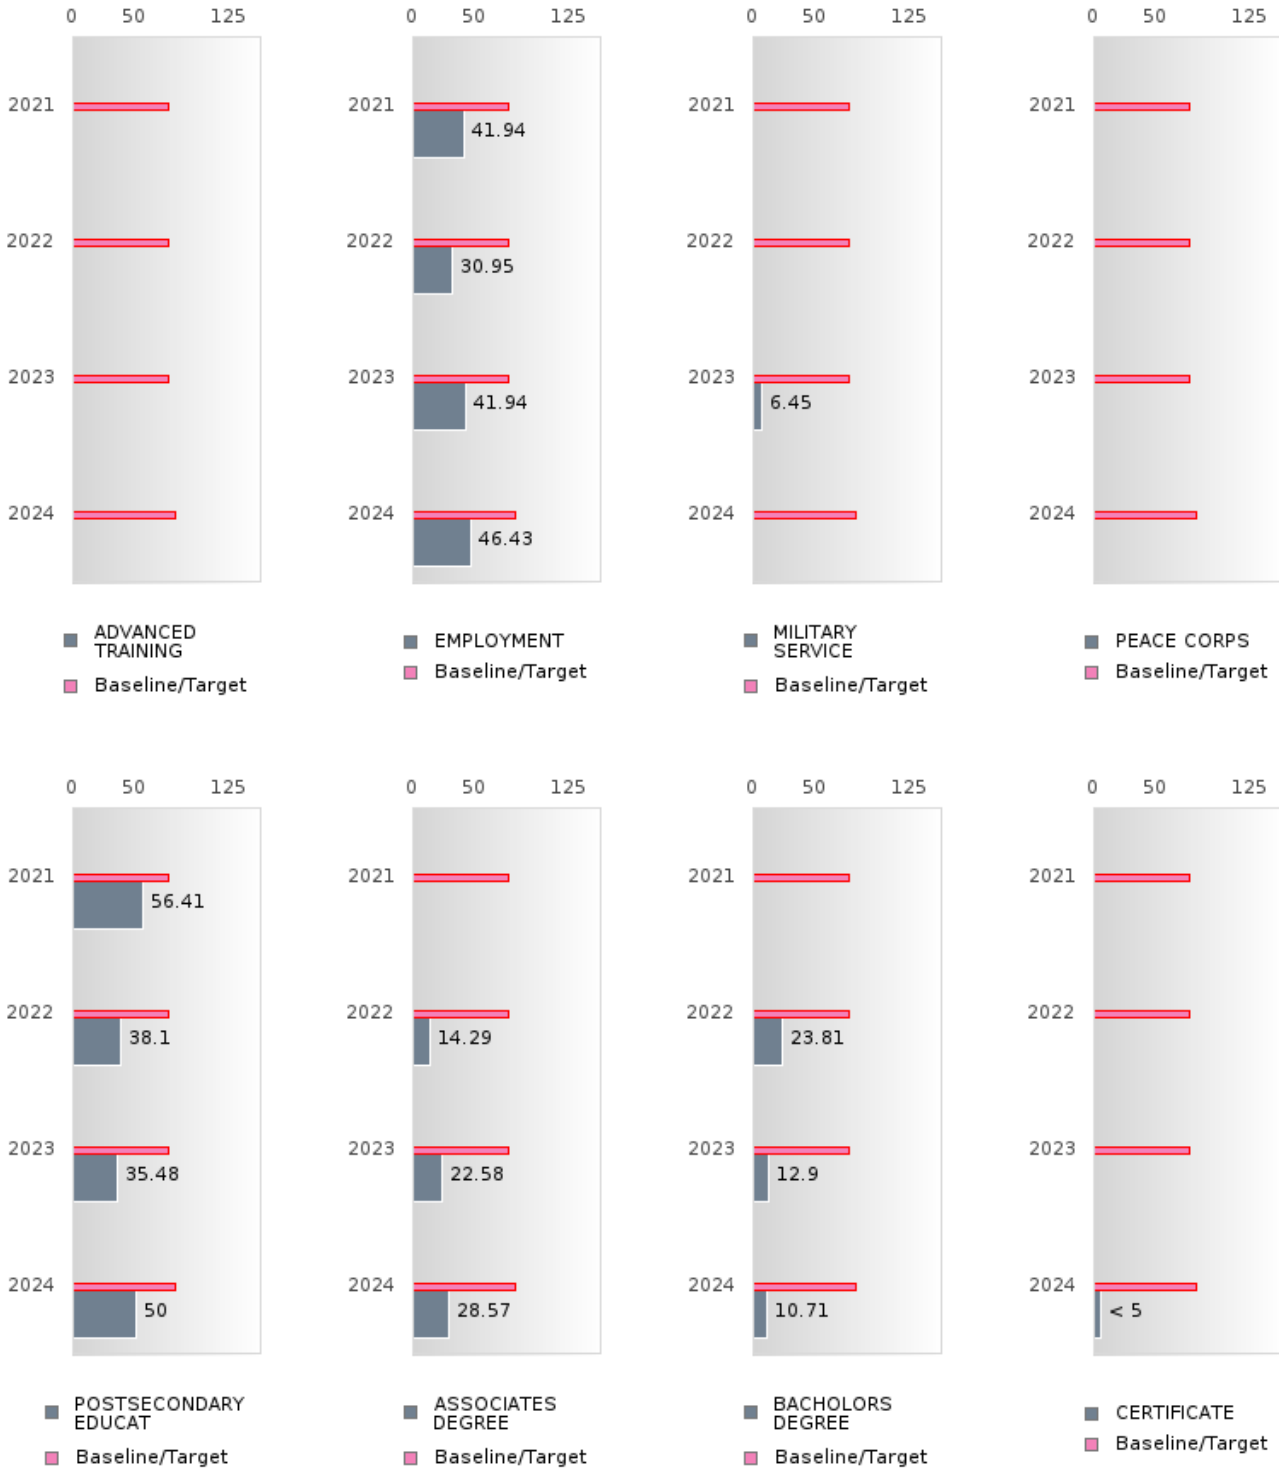 0 50 125
2021
2022
2023
2024
ADVANCED
TRAINING
Baseline/Target
0 50 125
2021
41.94
2022
30.95
2023
41.94
2024
46.43
EMPLOYMENT
Baseline/Target
0 50 125
2021
2022
2023
6.45
2024
MILITARY
SERVICE
Baseline/Target
0 50 125
2021
2022
2023
2024
PEACE CORPS
Baseline/Target
0 50 125
2021
56.41
2022
38.1
2023
35.48
2024
50
POSTSECONDARY
EDUCAT
Baseline/Target
0 50 125
2021
2022
14.29
2023
22.58
2024
28.57
ASSOCIATES
DEGREE
Baseline/Target
0 50 125
2021
2022
23.81
2023
12.9
2024
10.71
BACHOLORS
DEGREE
Baseline/Target
0 50 125
2021
2022
2023
2024
< 5
CERTIFICATE
Baseline/Target